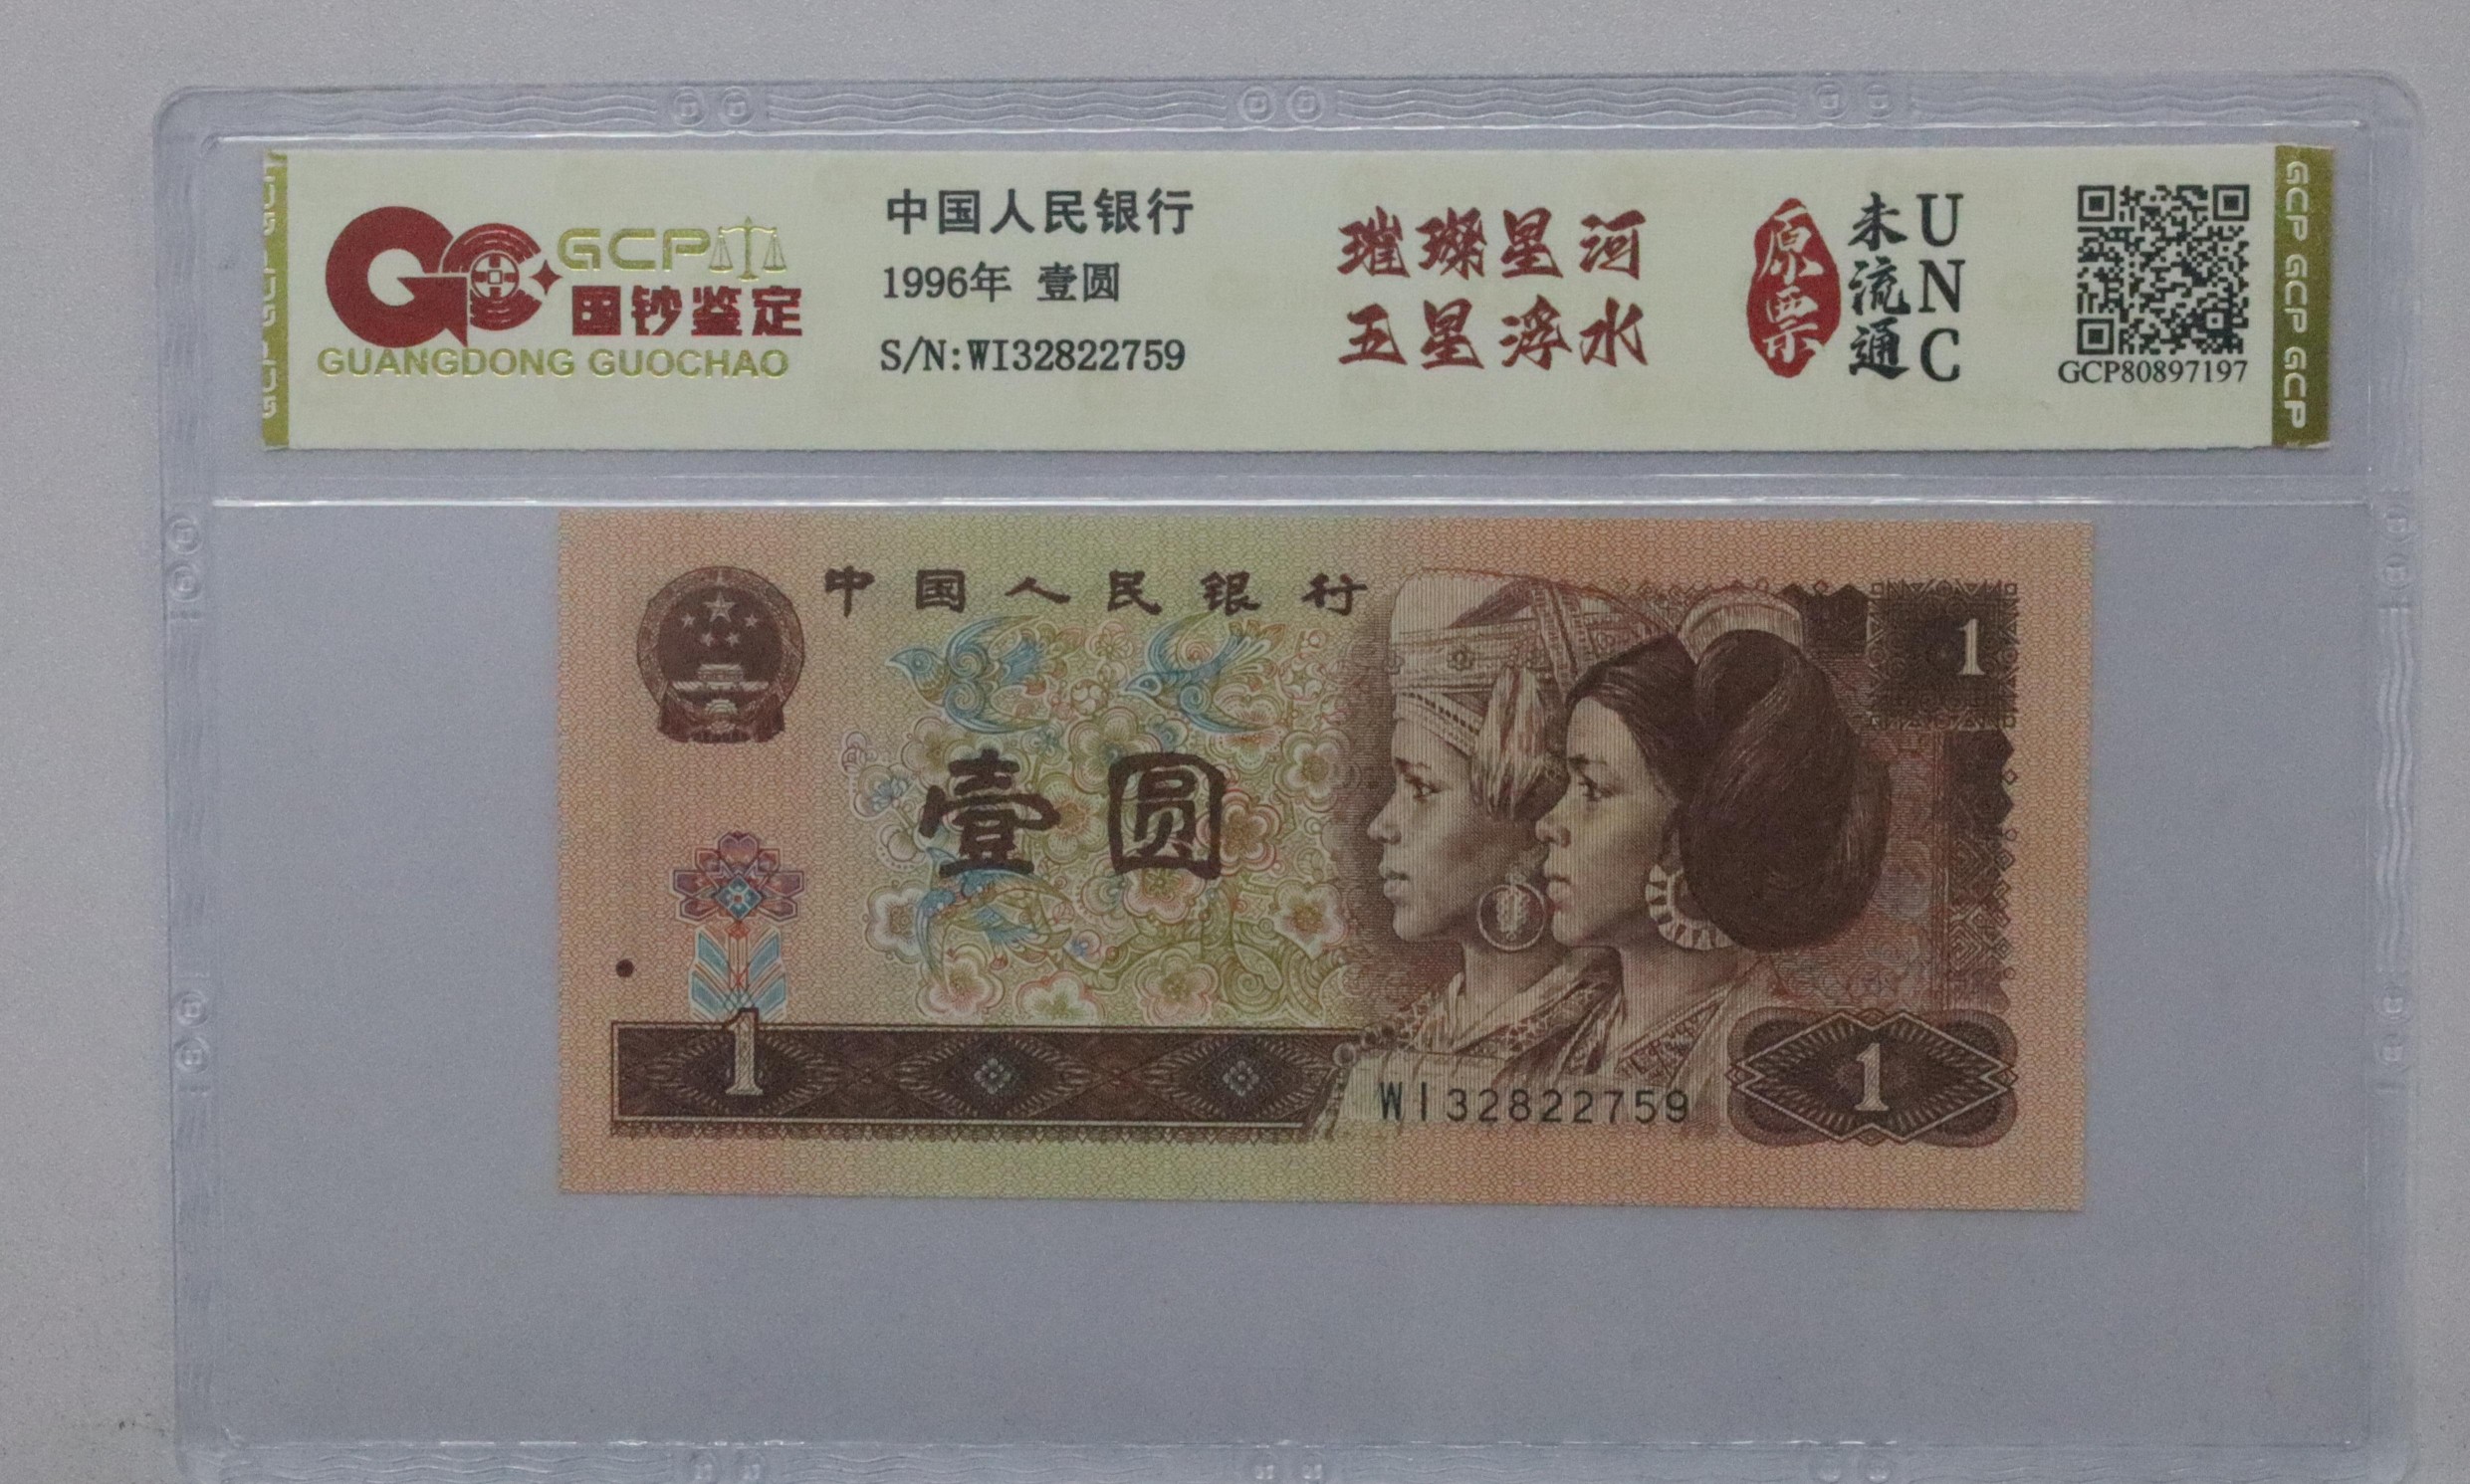 GCP
国钞鉴定
GUANGDONG GUOCHAO
中国人民银行
1996年 壹圆
S/N:WI32822759
璀璨星河
五星浮水
原票
未流通
UNC
GCP80897197
GCP GCP GCP
中国人民银行
1
壹圆
1
WI32822759
1